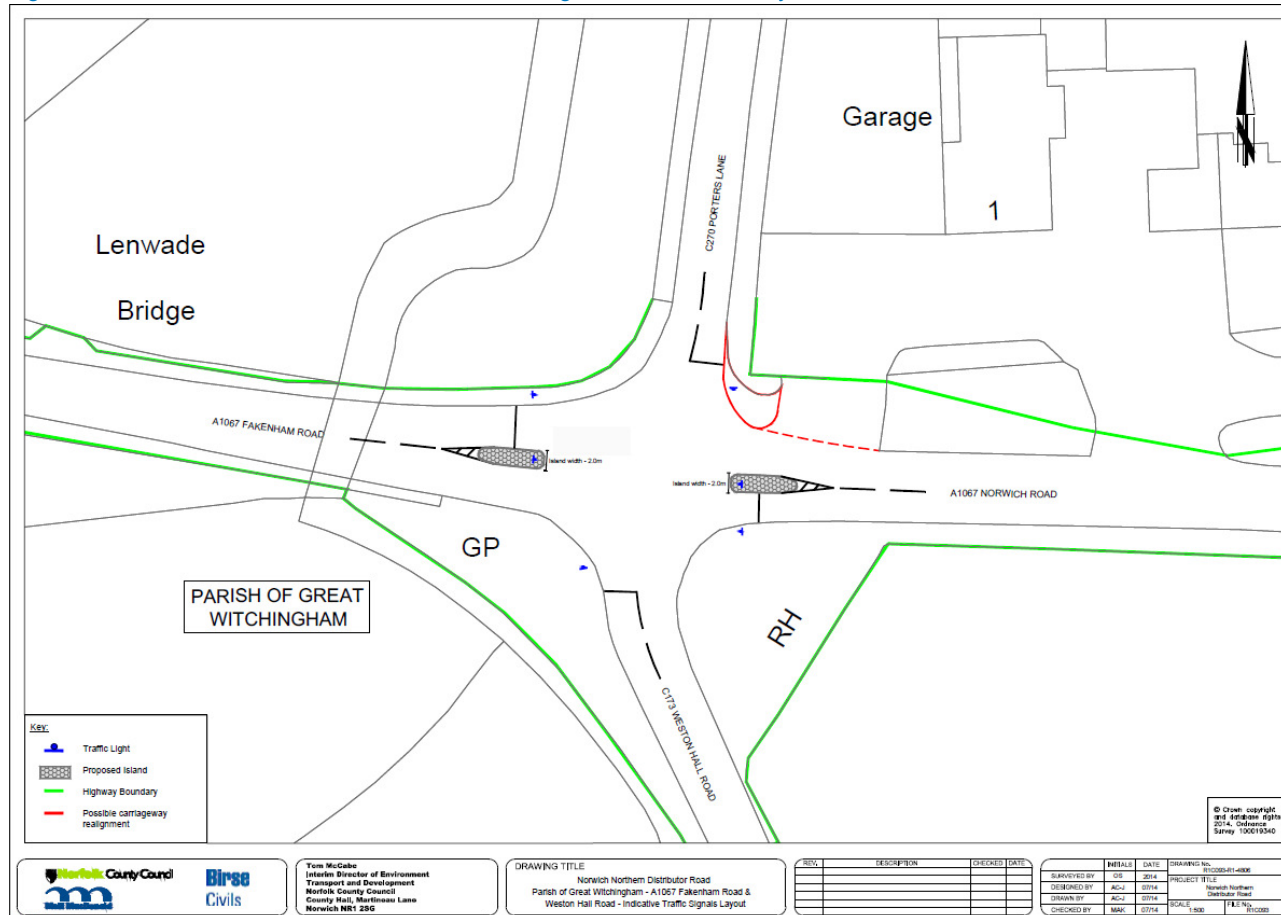 Garage
1
Lenwade
Bridge
C270 PORTERS LANE
A1067 FAKENHAM ROAD
Island width - 2.0m
Island width - 2.0m
A1067 NORWICH ROAD
GP
RH
PARISH OF GREAT
WITCHINGHAM
C173 WESTON HALL ROAD
Key:
Traffic Light
Proposed Island
Highway Boundary
Possible carriageway
realignment
© Crown copyright
and database rights
2014. Ordnance
Survey 100019340
Norfolk County Council
Mott MacDonald
Birse
Civils
Tom McCabe
Interim Director of Environment
Transport and Development
Norfolk County Council
County Hall, Martineau Lane
Norwich NR1 2SG
DRAWING TITLE
Norwich Northern Distributor Road
Parish of Great Witchingham - A1067 Fakenham Road &
Weston Hall Road - Indicative Traffic Signals Layout
REV. DESCRIPTION CHECKED DATE
INITIALS DATE
SURVEYED BY OS 2014
DESIGNED BY AC-J 07/14
DRAWN BY AC-J 07/14
CHECKED BY MAK 07/14
DRAWING No.
R1C093-R1-4806
PROJECT TITLE
Norwich Northern
Distributor Road
SCALE 1:500
FILE No. R1C093